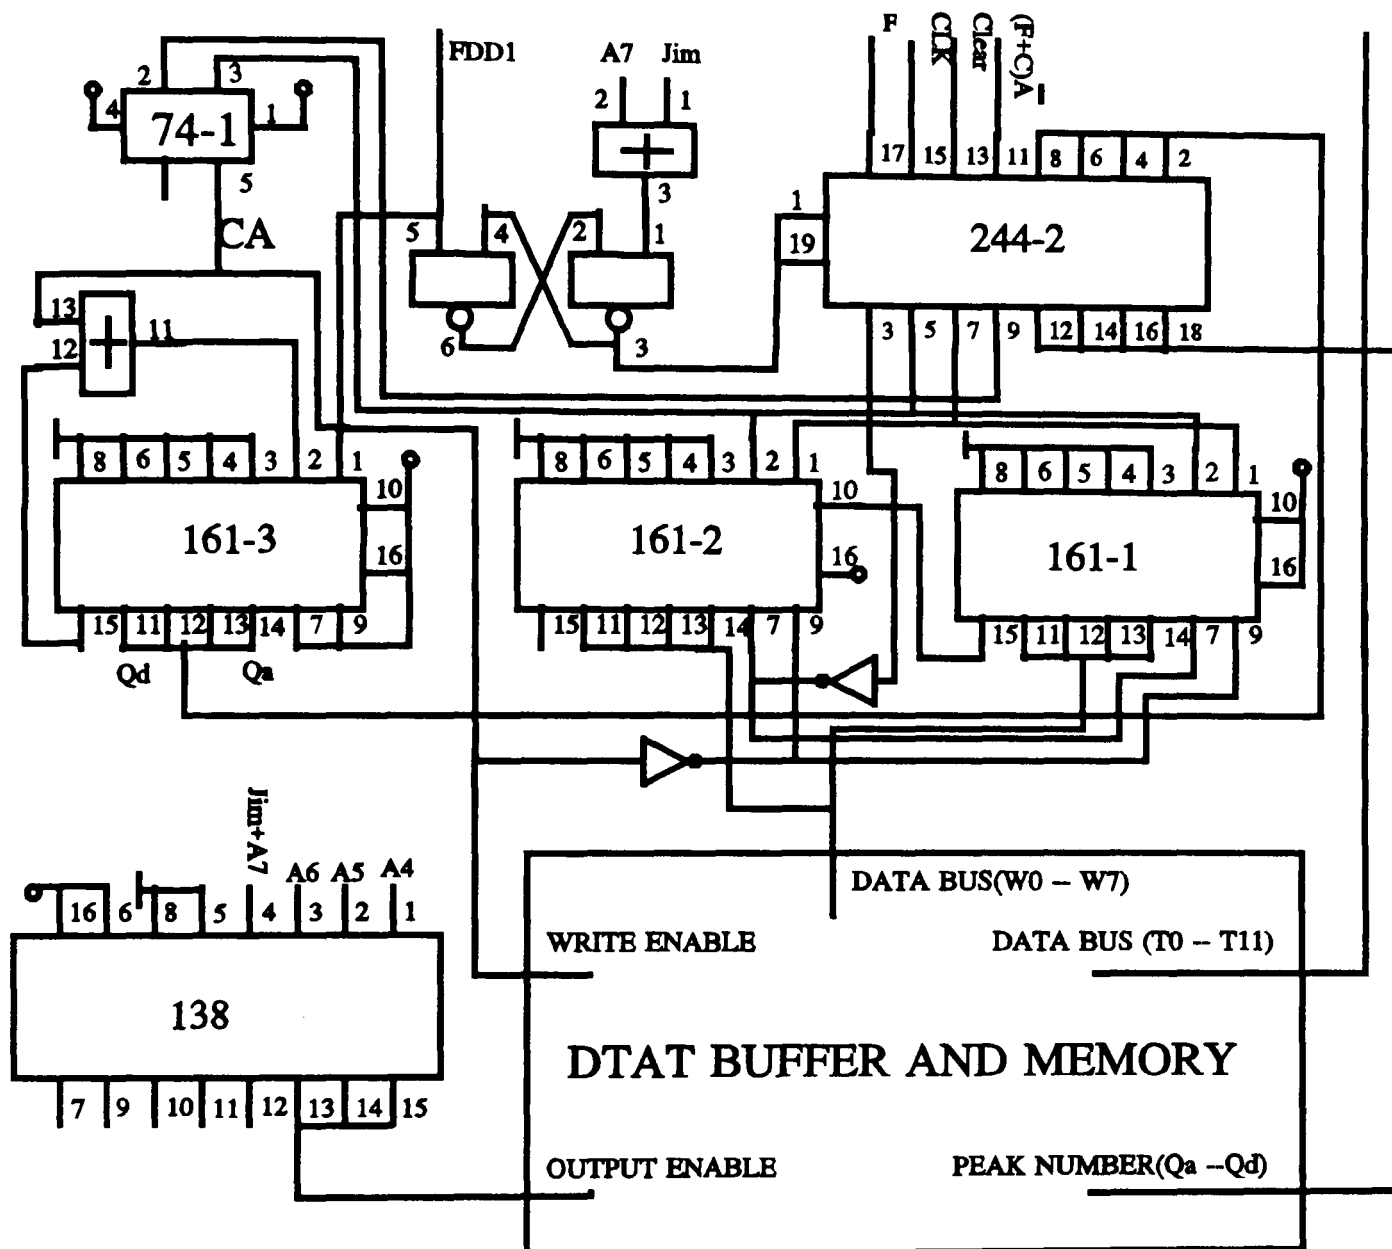 F CLK Clear (F+C)A
FDD1 A7 Jim
2 3
4 74-1 1
5
2 1
+
3
CA
17 15 13 11 8 6 4 2
1
19
244-2
3 5 7 9 12 14 16 18
5 4 2 1
6 3
13
12
+
11
8 6 5 4 3 2 1
10
161-3
16
15 11 12 13 14 7 9
Qd Qa
8 6 5 4 3 2 1
10
161-2
16
15 11 12 13 14 7 9
8 6 5 4 3 2 1
10
161-1
16
15 11 12 13 14 7 9
Jim+A7 A6 A5 A4
16 6 8 5 4 3 2 1
138
7 9 10 11 12 13 14 15
DATA BUS(W0 – W7)
WRITE ENABLE DATA BUS (T0 – T11)
DTAT BUFFER AND MEMORY
OUTPUT ENABLE PEAK NUMBER(Qa –Qd)